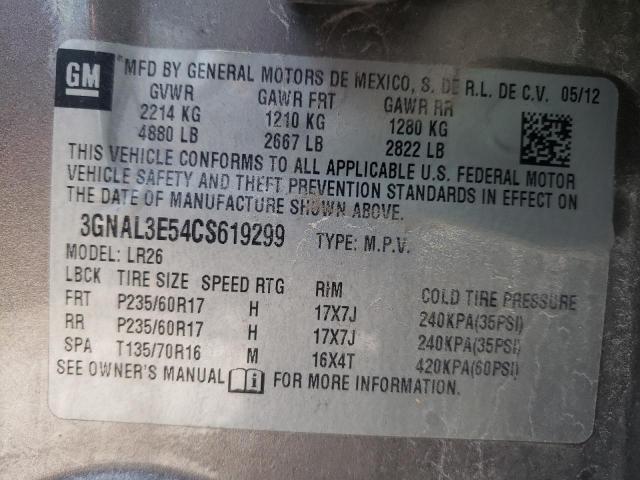 GM
MFD BY GENERAL MOTORS DE MEXICO, S. DE R.L. DE C.V. 05/12
GVWR GAWR FRT GAWR RR
2214 KG 1210 KG 1280 KG
4880 LB 2667 LB 2822 LB
THIS VEHICLE CONFORMS TO ALL APPLICABLE U.S. FEDERAL MOTOR
VEHICLE SAFETY AND THEFT PREVENTION STANDARDS IN EFFECT ON
THE DATE OF MANUFACTURE SHOWN ABOVE.
3GNAL3E54CS619299 TYPE: M.P.V.
MODEL: LR26
LBCK TIRE SIZE SPEED RTG RIM COLD TIRE PRESSURE
FRT P235/60R17 H 17X7J 240KPA(35PSI)
RR P235/60R17 H 17X7J 240KPA(35PSI)
SPA T135/70R16 M 16X4T 420KPA(60PSI)
SEE OWNER'S MANUAL FOR MORE INFORMATION.